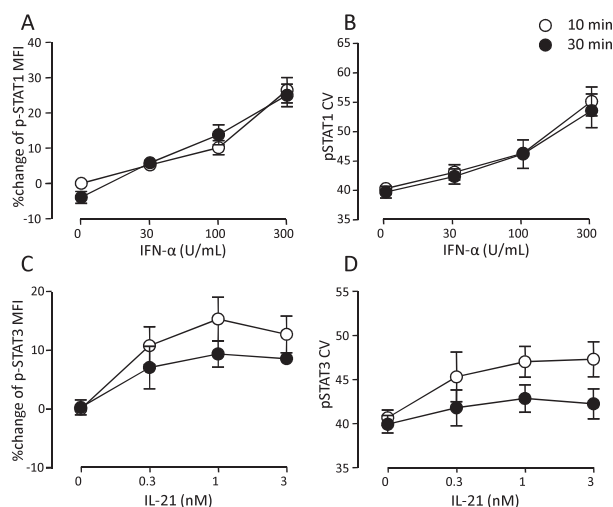 A
%change of p-STAT1 MFI
40
30
20
10
0
-10
0 30 100 300
IFN-α (U/mL)
B
10 min
30 min
pSTAT1 CV
60
55
50
45
40
35
0 30 100 300
IFN-α (U/mL)
C
%change of p-STAT3 MFI
20
10
0
-10
0 0.3 1 3
IL-21 (nM)
D
pSTAT3 CV
55
50
45
40
35
0 0.3 1 3
IL-21 (nM)